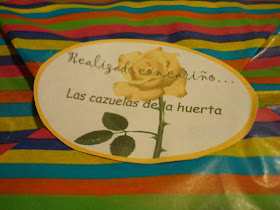 Realizado con cariño...
Las cazuelas de la huerta